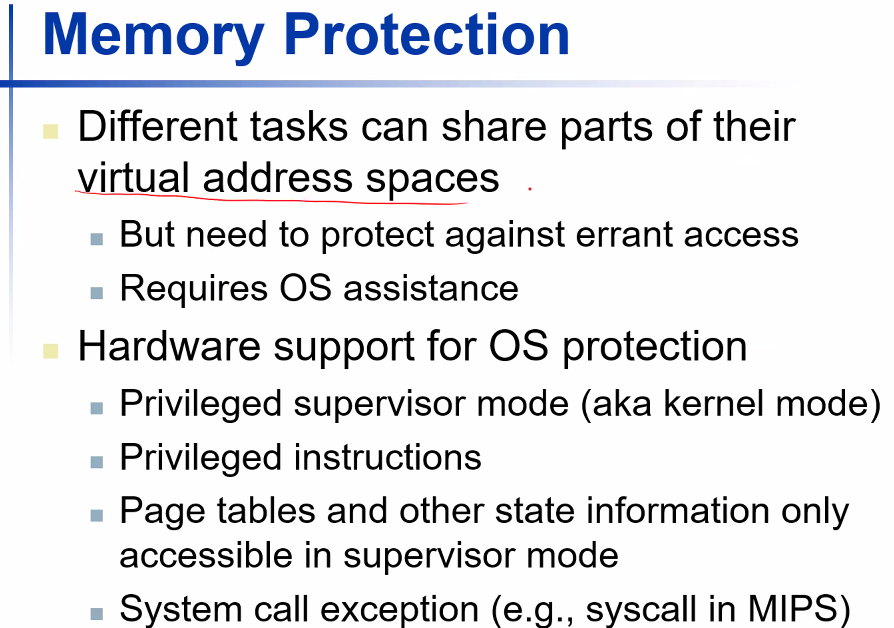 Memory Protection
Different tasks can share parts of their
virtual address spaces
But need to protect against errant access
Requires OS assistance
Hardware support for OS protection
Privileged supervisor mode (aka kernel mode)
Privileged instructions
Page tables and other state information only
accessible in supervisor mode
System call exception (e.g., syscall in MIPS)